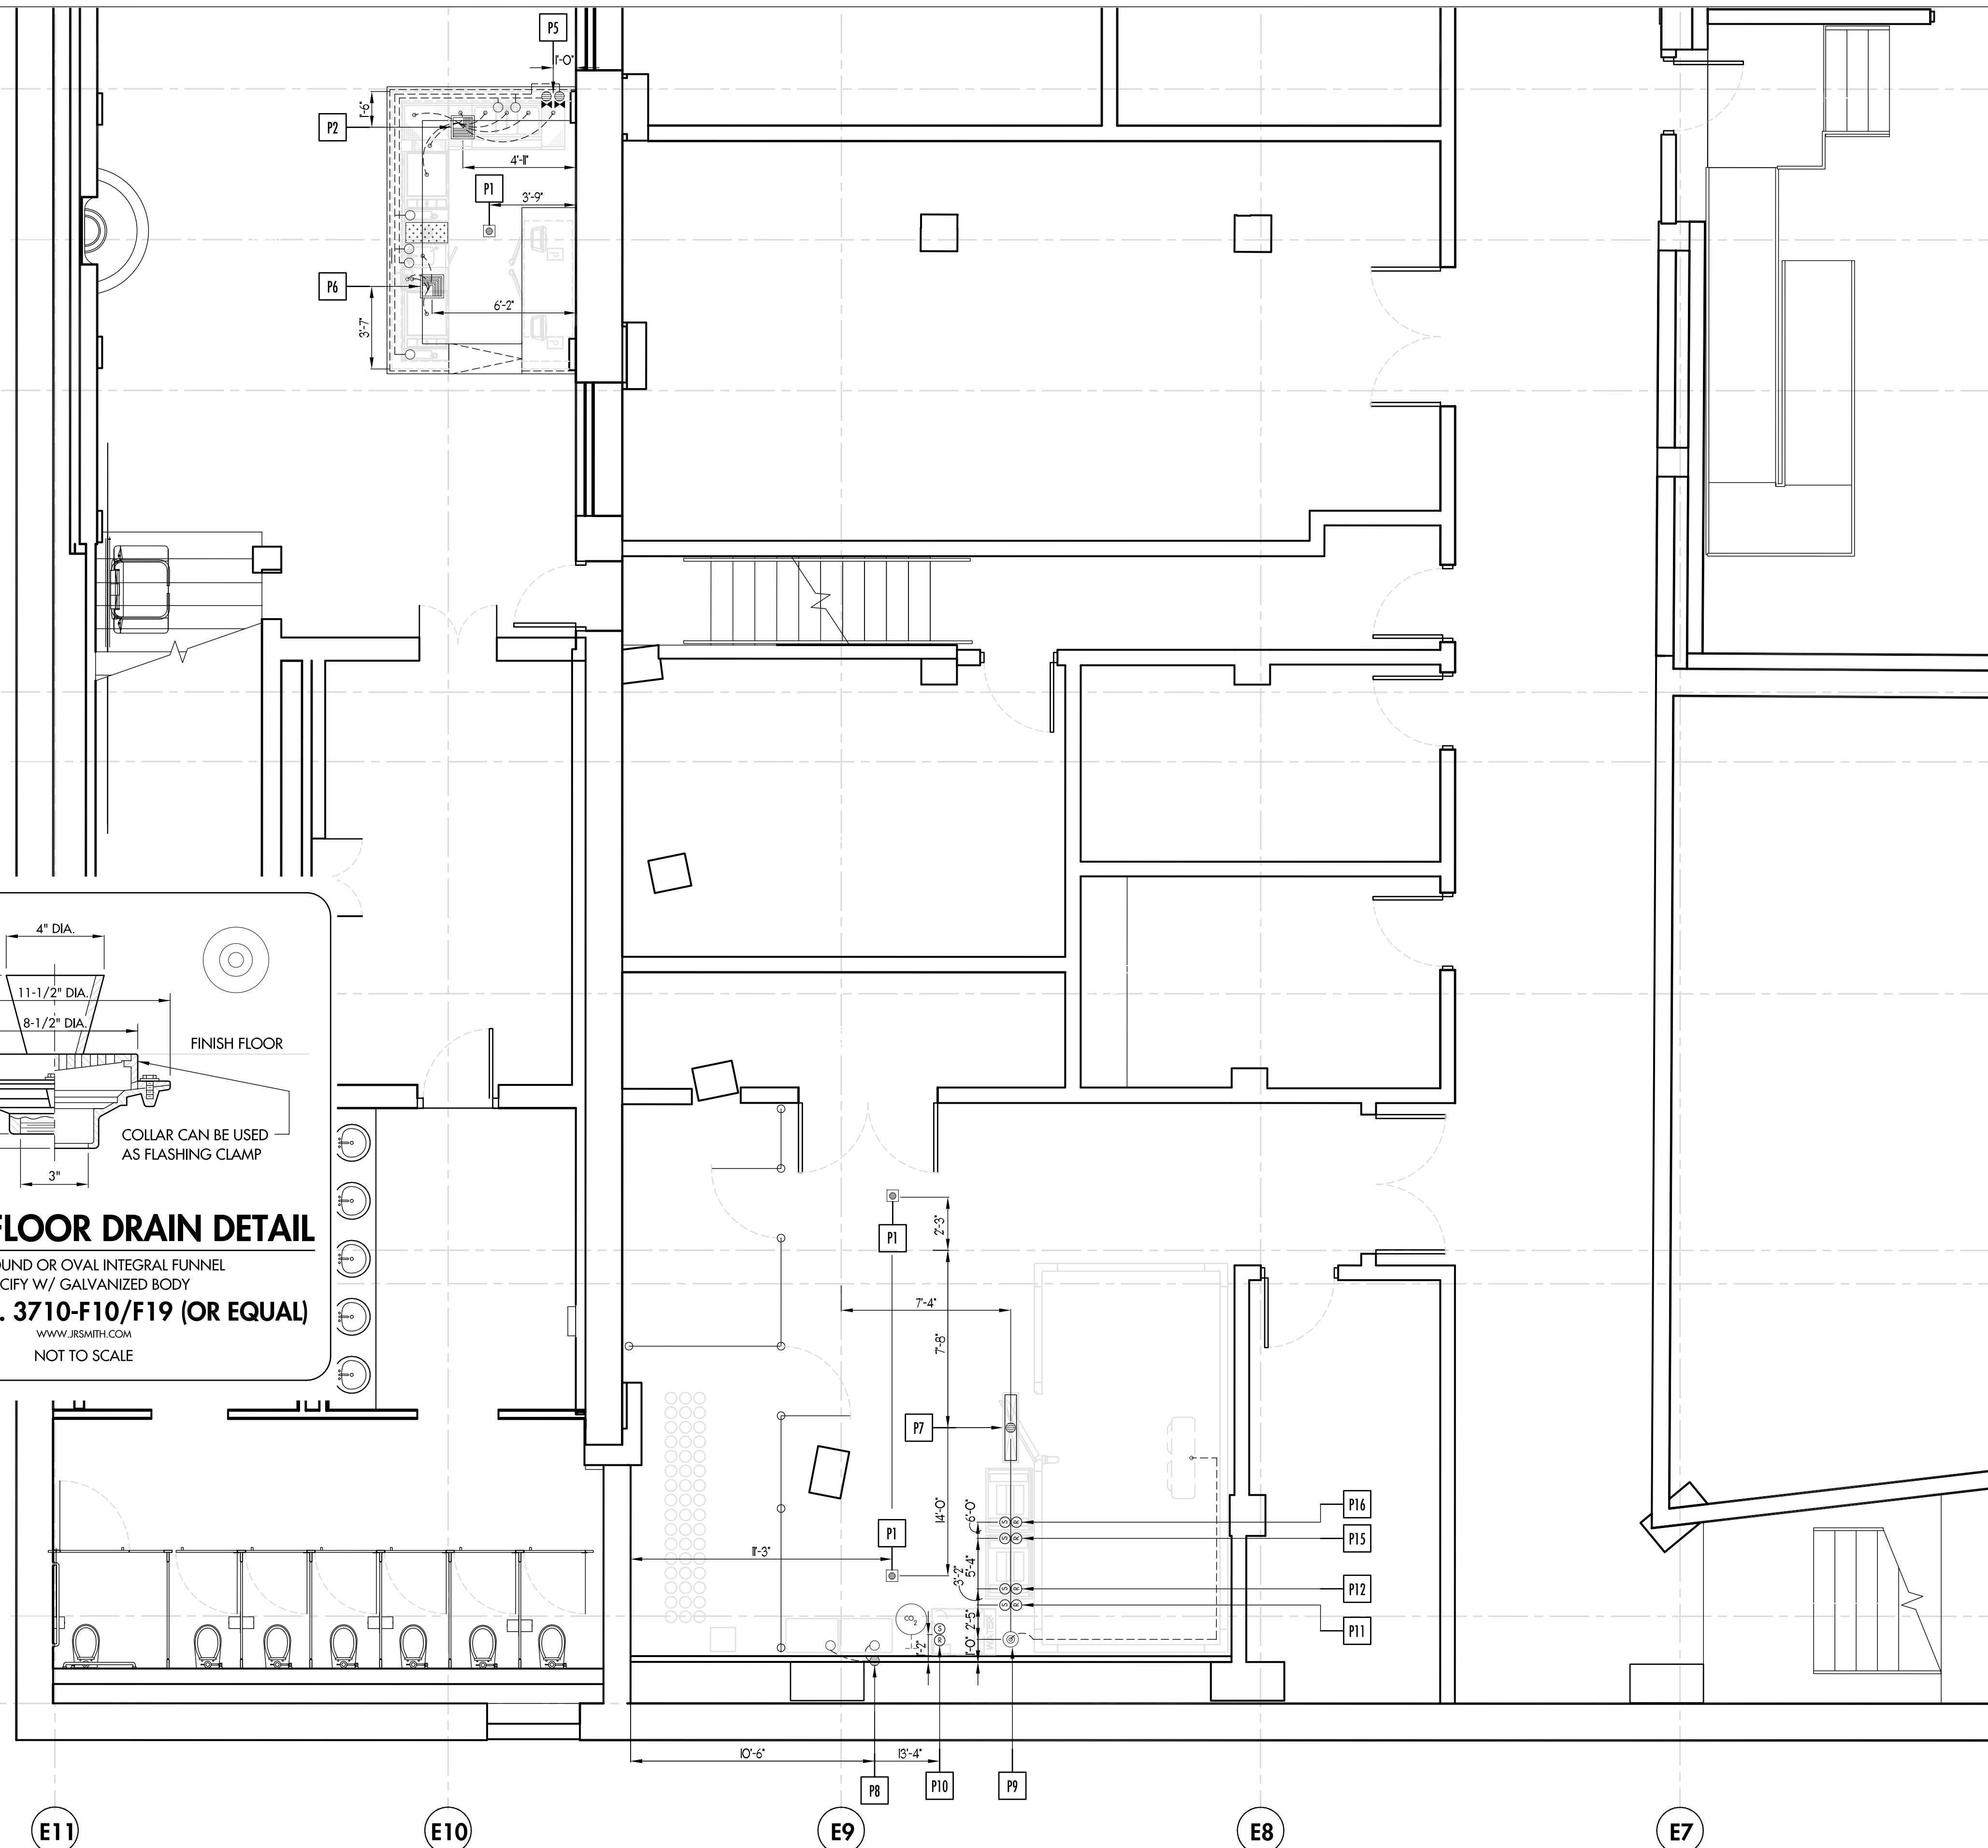 P5
1'-0"
1'-6"
P2
4'-11"
P1
3'-9"
P
P6
6'-2"
3'-7"
P
4" DIA.
11-1/2" DIA.
8-1/2" DIA.
FINISH FLOOR
COLLAR CAN BE USED
AS FLASHING CLAMP
3"
FLOOR DRAIN DETAIL
OUND OR OVAL INTEGRAL FUNNEL
CIFY W/ GALVANIZED BODY
. 3710-F10/F19 (OR EQUAL)
WWW.JRSMITH.COM
NOT TO SCALE
P1
2'-3"
7'-4"
7'-8"
P7
14'-0"
6'-0"
P16
S R
P1
S R
P15
11'-3"
5'-4"
3'-2"
S R
P12
S R
P11
CO2
S
R
WATER
2'-5"
1'-0"
1'-2"
10'-6"
13'-4"
P8
P10
P9
E11
E10
E9
E8
E7